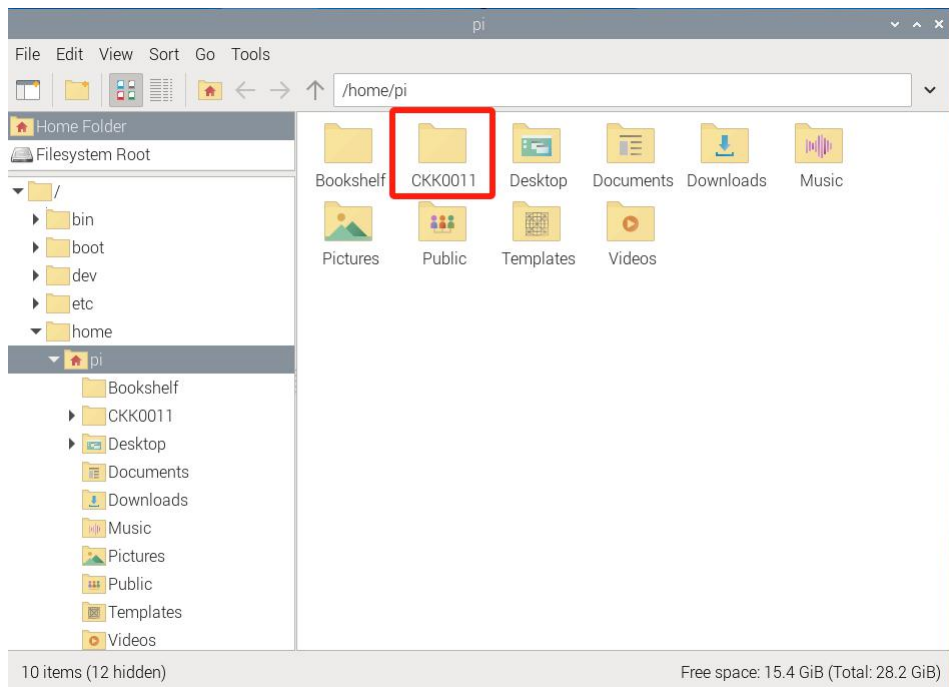 pi
File Edit View Sort Go Tools
/home/pi
Home Folder
Filesystem Root
/
bin
boot
dev
etc
home
pi
Bookshelf
CKK0011
Desktop
Documents
Downloads
Music
Pictures
Public
Templates
Videos
Bookshelf CKK0011 Desktop Documents Downloads Music
Pictures Public Templates Videos
10 items (12 hidden) Free space: 15.4 GiB (Total: 28.2 GiB)